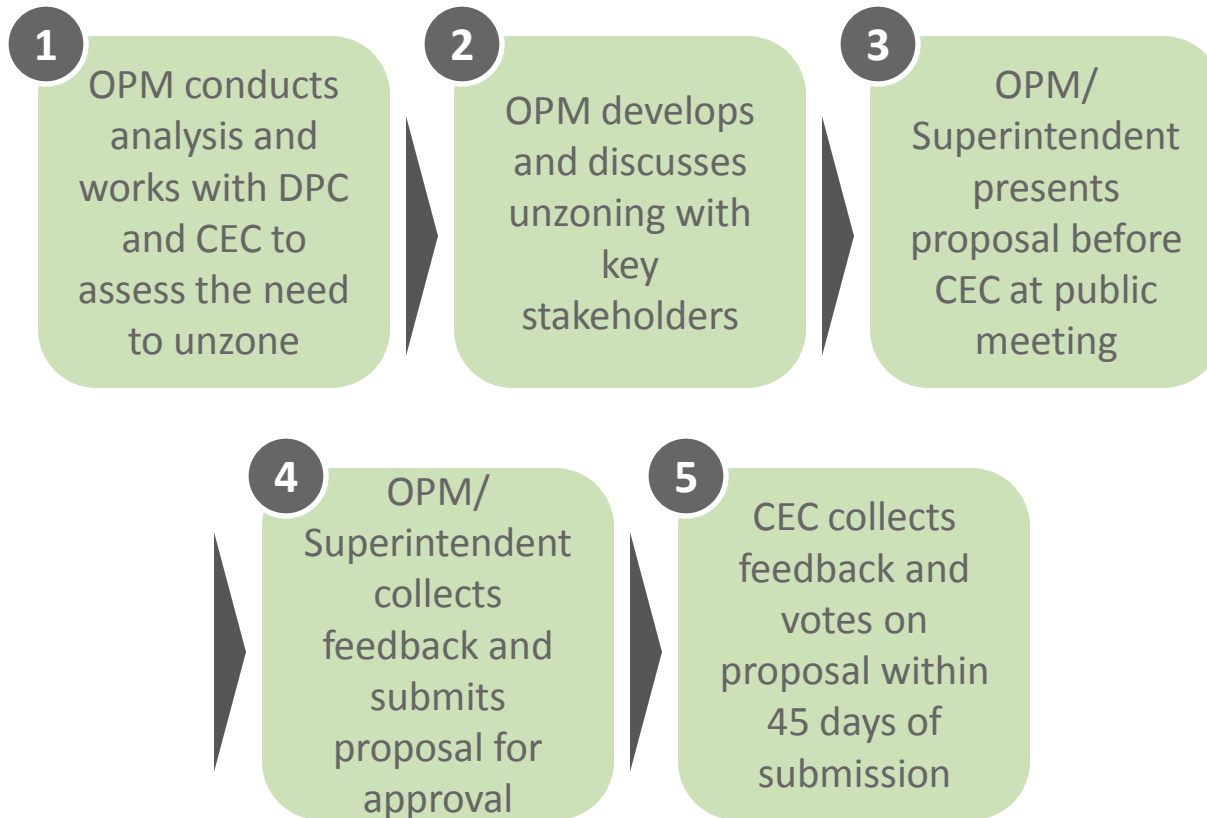 1
OPM conducts
analysis and
works with DPC
and CEC to
assess the need
to unzone
2
OPM develops
and discusses
unzoning with
key
stakeholders
3
OPM/
Superintendent
presents
proposal before
CEC at public
meeting
4
OPM/
Superintendent
collects
feedback and
submits
proposal for
approval
5
CEC collects
feedback and
votes on
proposal within
45 days of
submission